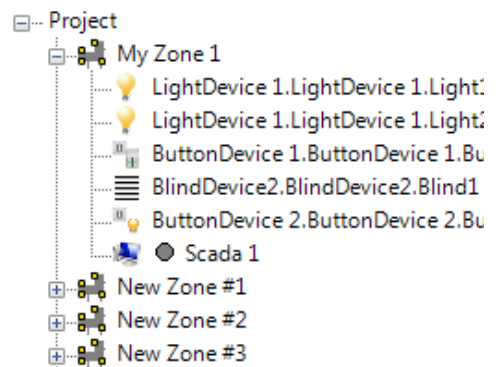 Project
My Zone 1
LightDevice 1.LightDevice 1.Light1
LightDevice 1.LightDevice 1.Light2
ButtonDevice 1.ButtonDevice 1.Bu
BlindDevice2.BlindDevice2.Blind1
ButtonDevice 2.ButtonDevice 2.Bu
Scada 1
New Zone #1
New Zone #2
New Zone #3